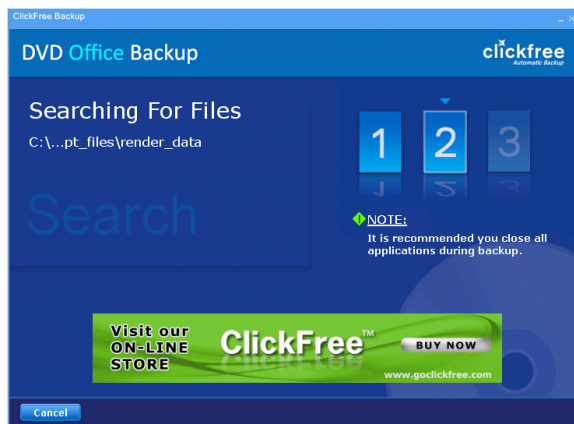 ClickFree Backup
DVD Office Backup
clickfree
Automatic Backup
Searching For Files
C:\...pt_files\render_data
Search
1 2 3
NOTE:
It is recommended you close all
applications during backup.
Visit our
ON-LINE
STORE
ClickFree™
BUY NOW
www.goclickfree.com
Cancel